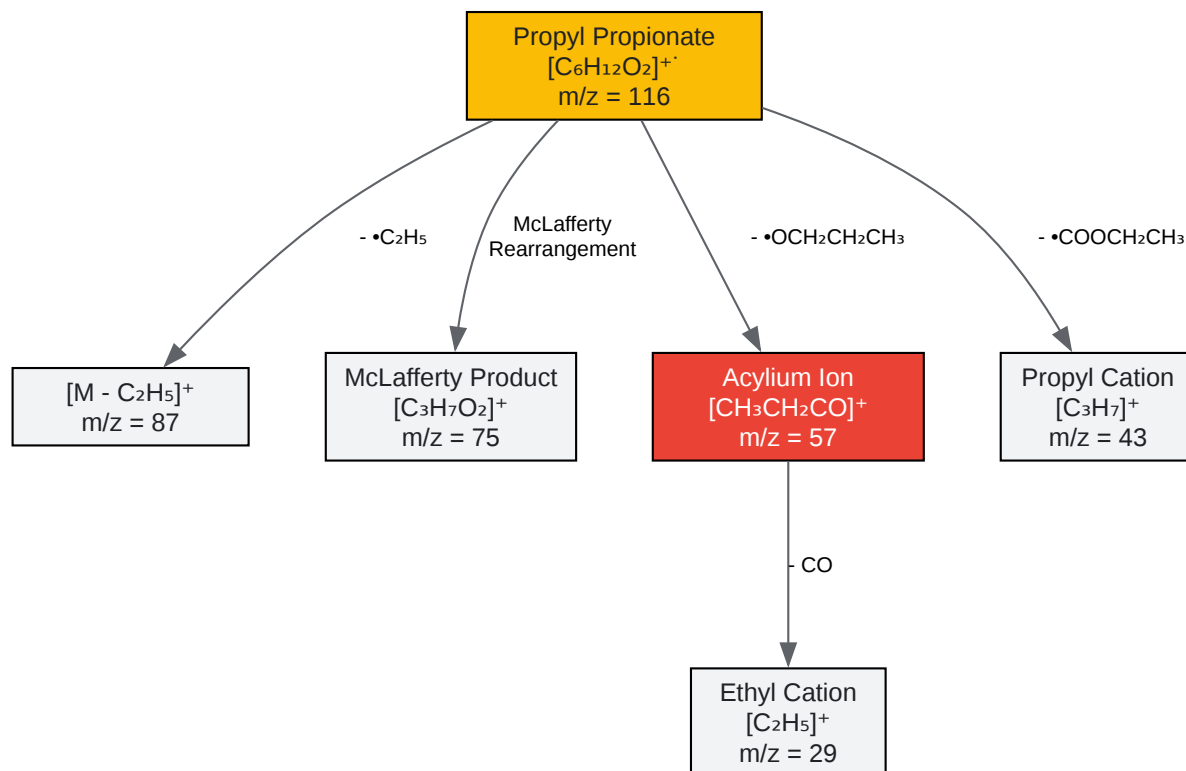 Propyl Propionate
[C₆H₁₂O₂]⁺˙
m/z = 116
- •C₂H₅
McLafferty
Rearrangement
- •OCH₂CH₂CH₃
- •COOCH₂CH₃
[M - C₂H₅]⁺
m/z = 87
McLafferty Product
[C₃H₇O₂]⁺
m/z = 75
Acylium Ion
[CH₃CH₂CO]⁺
m/z = 57
Propyl Cation
[C₃H₇]⁺
m/z = 43
- CO
Ethyl Cation
[C₂H₅]⁺
m/z = 29